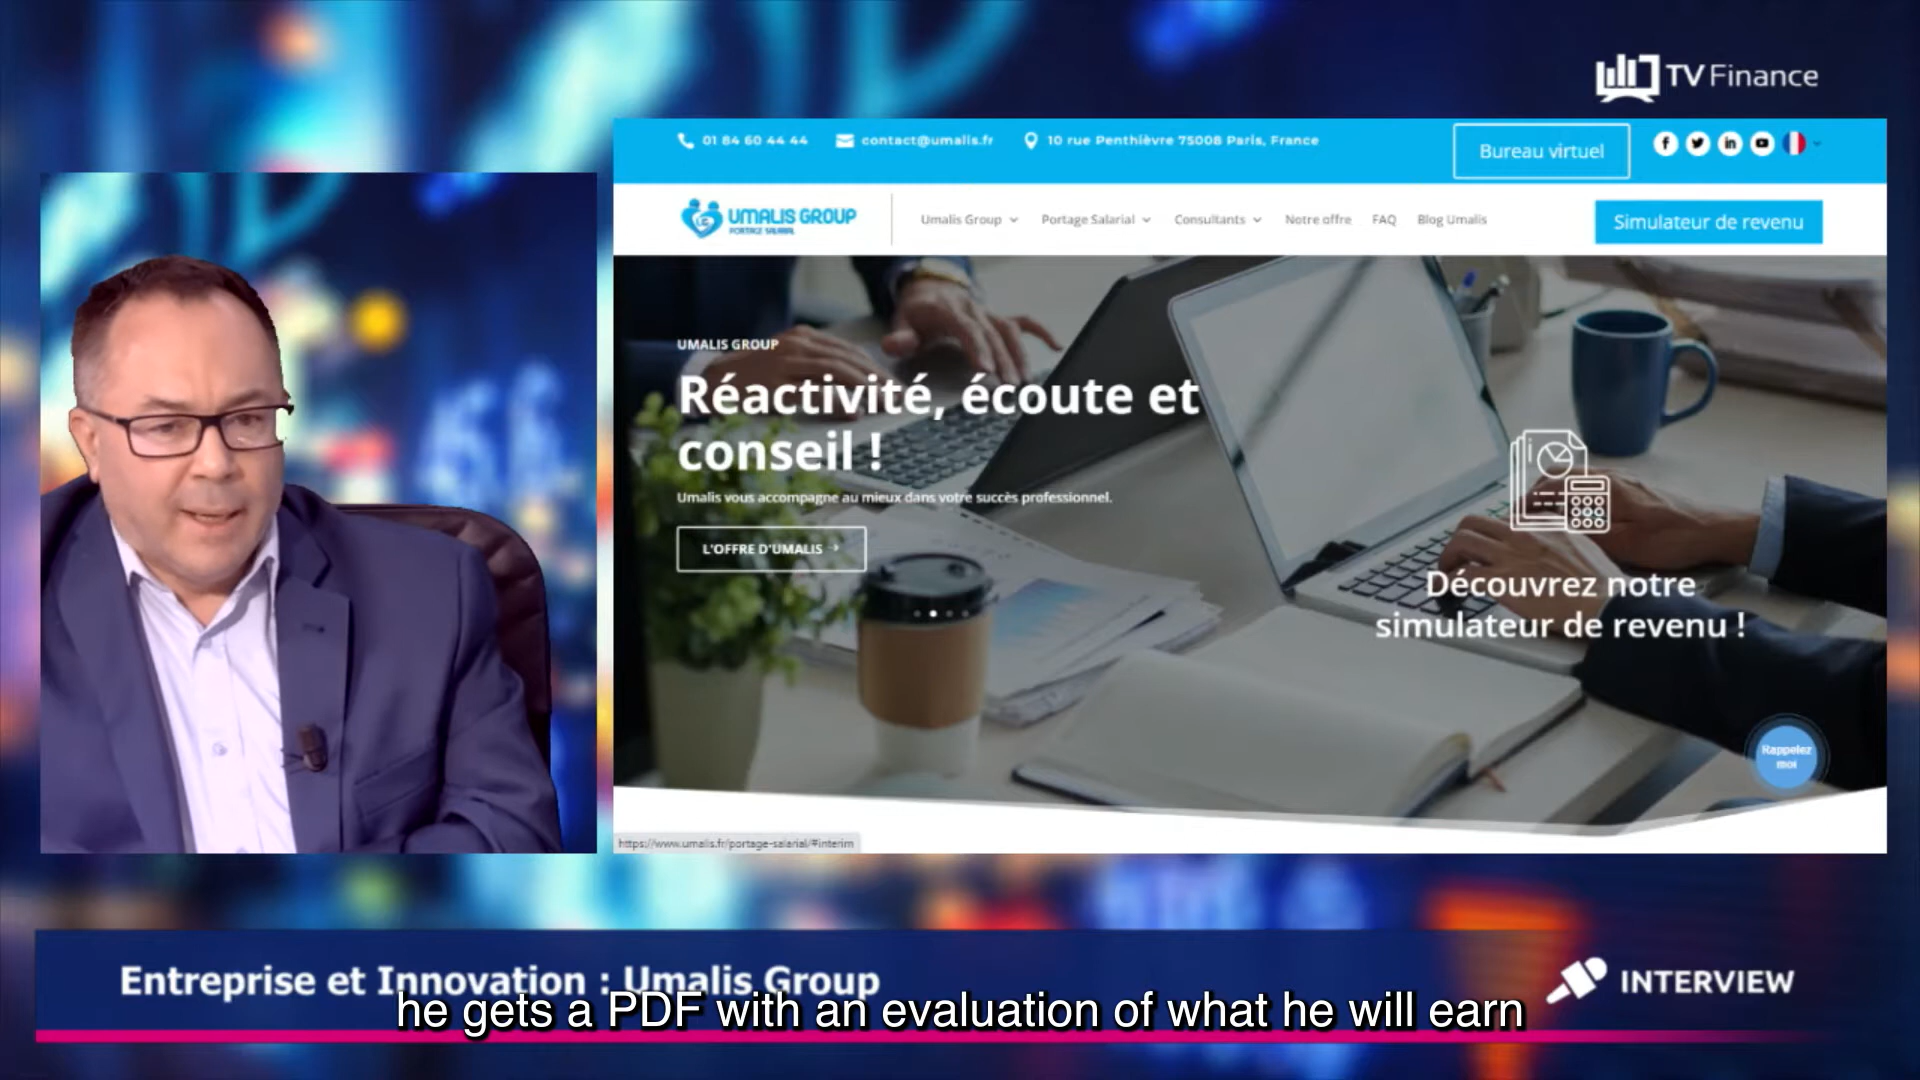 TV Finance
01 84 60 44 44
contact@umalis.fr
10 rue Penthièvre 75008 Paris, France
Bureau virtuel
UMALIS GROUP
PORTAGE SALARIAL
Umalis Group
Portage Salarial
Consultants
Notre offre
FAQ
Blog Umalis
Simulateur de revenu
UMALIS GROUP
Réactivité, écoute et
conseil !
Umalis vous accompagne au mieux dans votre succès professionnel.
L'OFFRE D'UMALIS
Découvrez notre
simulateur de revenu !
Rappelez
moi
https://www.umalis.fr/portage-salarial/#interim
Entreprise et Innovation : Umalis Group
INTERVIEW
he gets a PDF with an evaluation of what he will earn